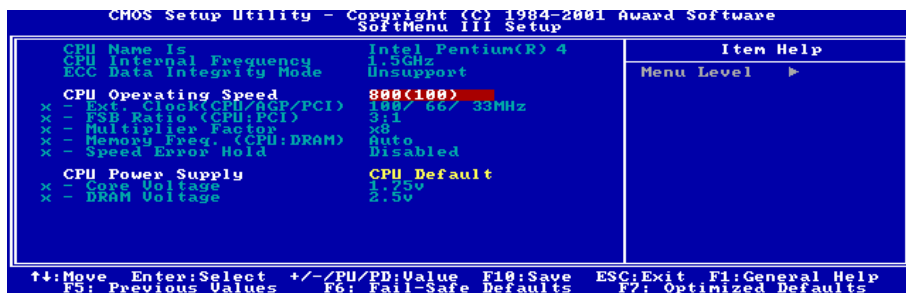 CMOS Setup Utility - Copyright (C) 1984-2001 Award Software
SoftMenu III Setup
CPU Name Is Intel Pentium(R) 4
CPU Internal Frequency 1.5GHz
ECC Data Integrity Mode Unsupport
CPU Operating Speed 800(100)
x - Ext. Clock(CPU/AGP/PCI) 100/ 66/ 33MHz
x - FSB Ratio (CPU:PCI) 3:1
x - Multiplier Factor x8
x - Memory Freq. (CPU:DRAM) Auto
x - Speed Error Hold Disabled
CPU Power Supply CPU Default
x - Core Voltage 1.75v
x - DRAM Voltage 2.5v
Item Help
Menu Level ►
↑↓:Move Enter:Select +/-/PU/PD:Value F10:Save ESC:Exit F1:General Help
F5: Previous Values F6: Fail-Safe Defaults F7: Optimized Defaults